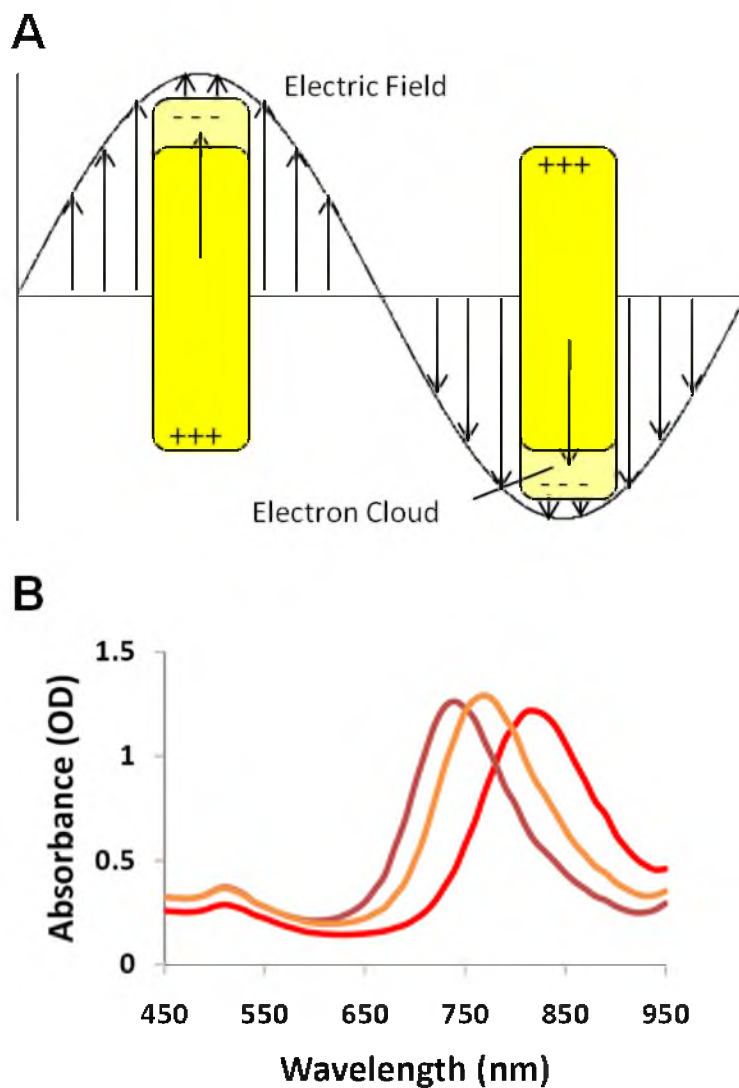 A
Electric Field
- - -
+++
+++
- - -
Electron Cloud
B
1.5
1
0.5
0
Absorbance (OD)
450 550 650 750 850 950
Wavelength (nm)